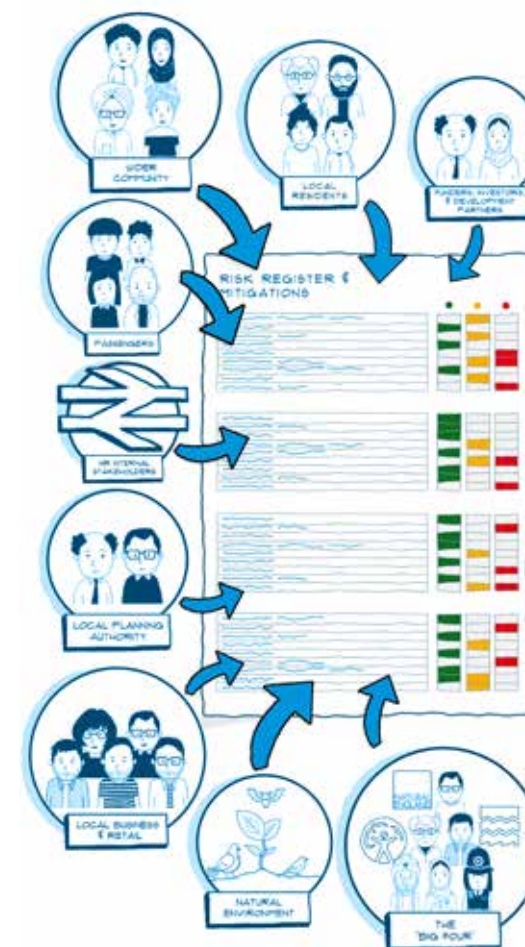 WIDER
COMMUNITY
LOCAL
RESIDENTS
FUNDERS, INVESTORS
& DEVELOPMENT
PARTNERS
RISK REGISTER &
MITIGATIONS
PASSENGERS
NR INTERNAL
STAKEHOLDERS
LOCAL PLANNING
AUTHORITY
LOCAL BUSINESS
& RETAIL
NATURAL
ENVIRONMENT
THE
'BIG FOUR'